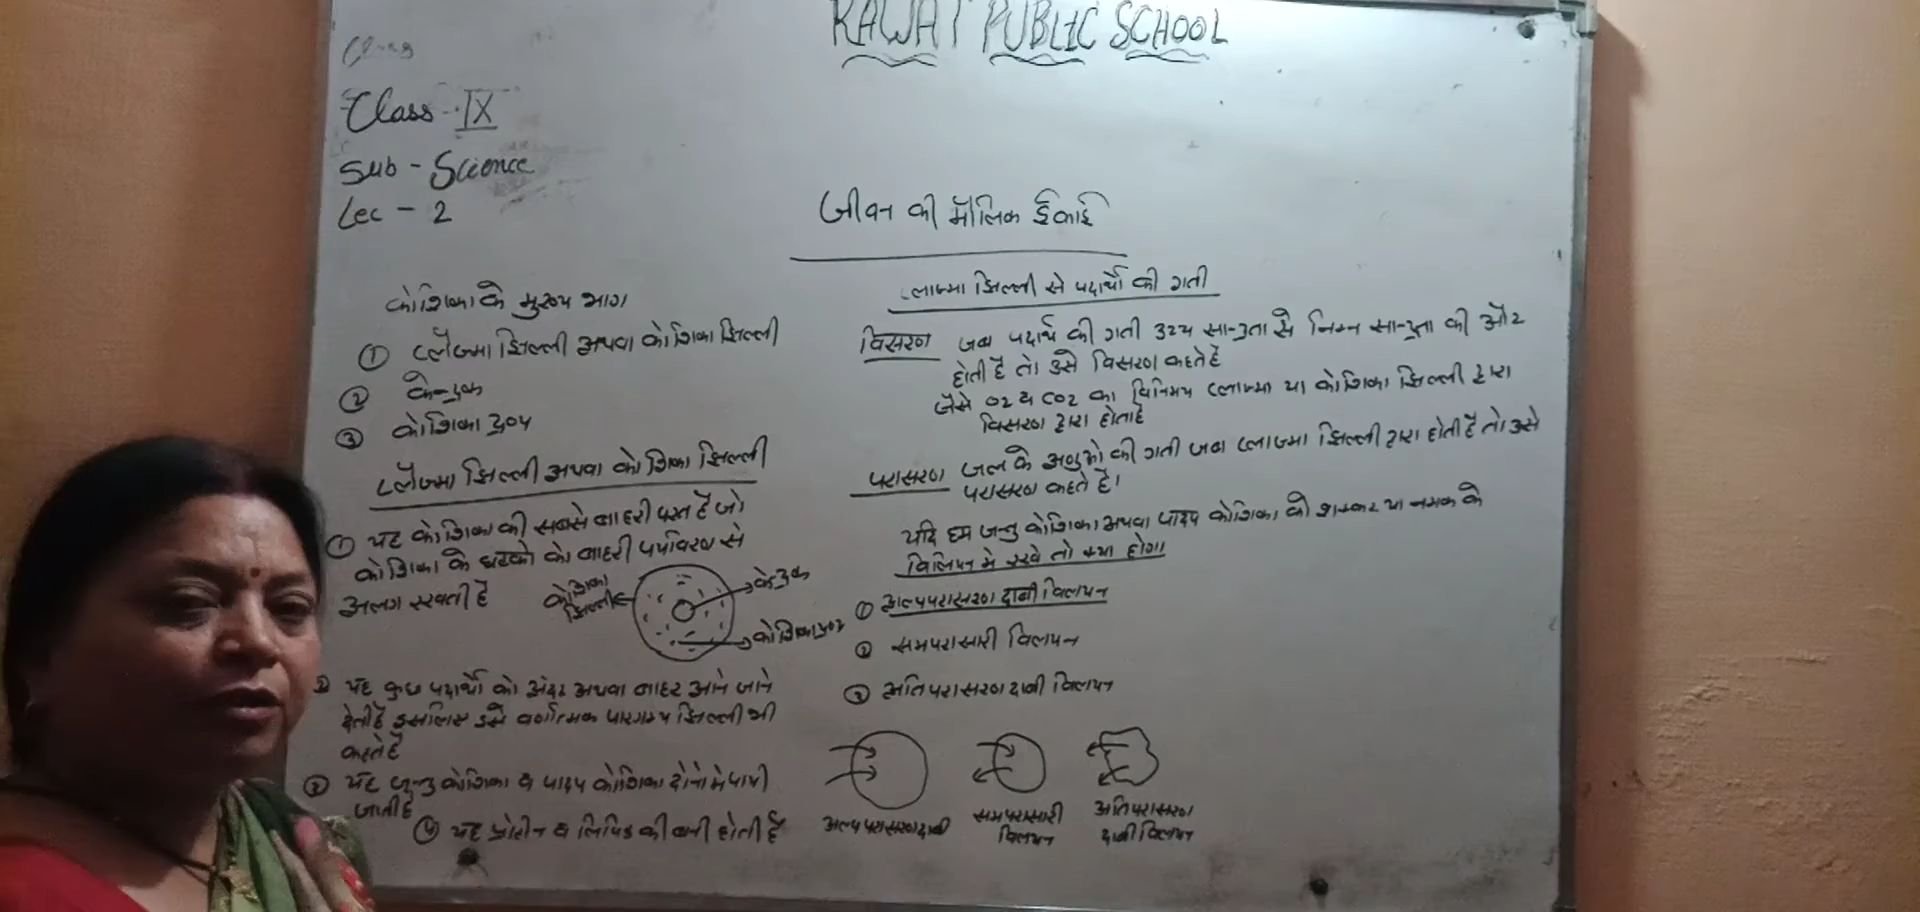 RAWAT PUBLIC SCHOOL
Class
Class - IX
Sub - Science
Lec - 2
जीवन की मौलिक ईकाई
कोशिका के मुख्य भाग
① प्लैज्मा झिल्ली अथवा कोशिका झिल्ली
② केन्द्रक
③ कोशिका द्रव्य
प्लैज्मा झिल्ली अथवा कोशिका झिल्ली
① यह कोशिका की सबसे बाहरी परत है जो
कोशिका के घटको को बाहरी पर्यावरण से
अलग रखती है
कोशिका
झिल्ली
केन्द्रक
कोशिका द्रव्य
② यह कुछ पदार्थो को अंदर अथवा बाहर आने जाने
देती है इसलिए इसे वर्णात्मक पारगम्य झिल्ली भी
कहते है
③ यह जन्तु कोशिका व पादप कोशिका दोनो मे पायी
जाती है
④ यह प्रोटीन व लिपिड की बनी होती है
प्लाज्मा झिल्ली से पदार्थो की गती
विसरण जब पदार्थ की गती उच्च सान्द्रता से निम्न सान्द्रता की और
होती है तो उसे विसरण कहते है
जैसे O2 व CO2 का विनिमय प्लाज्मा या कोशिका झिल्ली द्वारा
विसरण द्वारा होता है
परासरण जल के अणुओ की गती जब प्लाज्मा झिल्ली द्वारा होती है तो उसे
परासरण कहते है।
यदि हम जन्तु कोशिका अथवा पादप कोशिका को शक्कर या नमक के
विलियन मे रखे तो क्या होगा
① अल्पपरासरण दाबी विलयन
② समपरासारी विलयन
③ अतिपरासरण दाबी विलयन
अल्पपरासरण दाबी
समपरासारी
विलयन
अतिपरासरण
दाबी विलयन